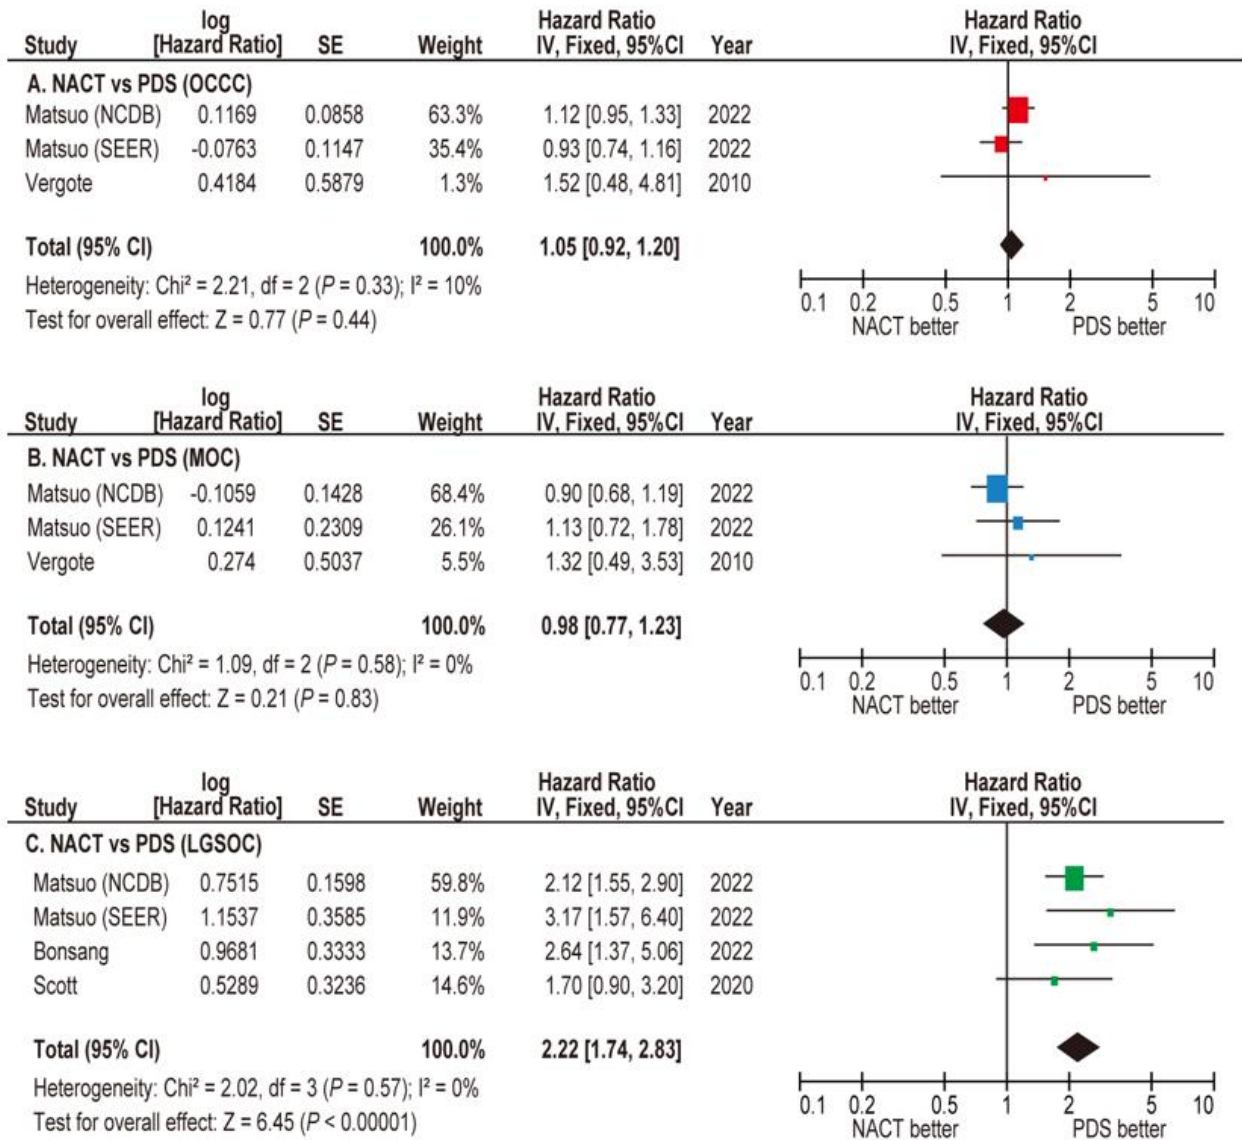 log Hazard Ratio Hazard Ratio
Study [Hazard Ratio] SE Weight IV, Fixed, 95%CI Year IV, Fixed, 95%CI
A. NACT vs PDS (OCCC)
Matsuo (NCDB) 0.1169 0.0858 63.3% 1.12 [0.95, 1.33] 2022
Matsuo (SEER) -0.0763 0.1147 35.4% 0.93 [0.74, 1.16] 2022
Vergote 0.4184 0.5879 1.3% 1.52 [0.48, 4.81] 2010
Total (95% CI) 100.0% 1.05 [0.92, 1.20]
Heterogeneity: Chi² = 2.21, df = 2 (P = 0.33); I² = 10%
Test for overall effect: Z = 0.77 (P = 0.44)
0.1 0.2 0.5 1 2 5 10
NACT better PDS better
log Hazard Ratio Hazard Ratio
Study [Hazard Ratio] SE Weight IV, Fixed, 95%CI Year IV, Fixed, 95%CI
B. NACT vs PDS (MOC)
Matsuo (NCDB) -0.1059 0.1428 68.4% 0.90 [0.68, 1.19] 2022
Matsuo (SEER) 0.1241 0.2309 26.1% 1.13 [0.72, 1.78] 2022
Vergote 0.274 0.5037 5.5% 1.32 [0.49, 3.53] 2010
Total (95% CI) 100.0% 0.98 [0.77, 1.23]
Heterogeneity: Chi² = 1.09, df = 2 (P = 0.58); I² = 0%
Test for overall effect: Z = 0.21 (P = 0.83)
0.1 0.2 0.5 1 2 5 10
NACT better PDS better
log Hazard Ratio Hazard Ratio
Study [Hazard Ratio] SE Weight IV, Fixed, 95%CI Year IV, Fixed, 95%CI
C. NACT vs PDS (LGSOC)
Matsuo (NCDB) 0.7515 0.1598 59.8% 2.12 [1.55, 2.90] 2022
Matsuo (SEER) 1.1537 0.3585 11.9% 3.17 [1.57, 6.40] 2022
Bonsang 0.9681 0.3333 13.7% 2.64 [1.37, 5.06] 2022
Scott 0.5289 0.3236 14.6% 1.70 [0.90, 3.20] 2020
Total (95% CI) 100.0% 2.22 [1.74, 2.83]
Heterogeneity: Chi² = 2.02, df = 3 (P = 0.57); I² = 0%
Test for overall effect: Z = 6.45 (P < 0.00001)
0.1 0.2 0.5 1 2 5 10
NACT better PDS better